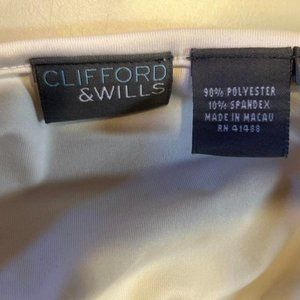 CLIFFORD
& WILLS
90% POLYESTER
10% SPANDEX
MADE IN MACAU
RN 41488